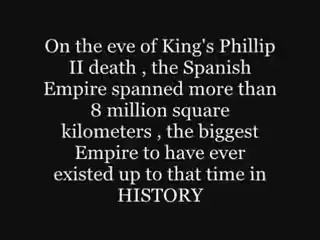 On the eve of King's Phillip
II death , the Spanish
Empire spanned more than
8 million square
kilometers , the biggest
Empire to have ever
existed up to that time in
HISTORY